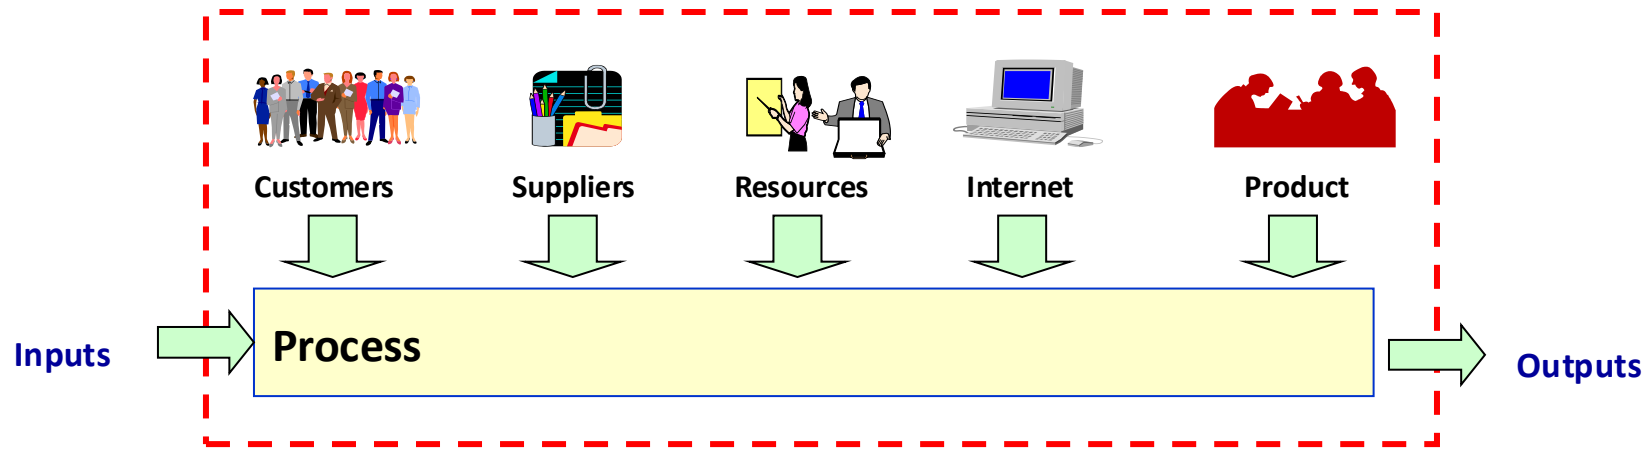 Customers
Suppliers
Resources
Internet
Product
Inputs
Process
Outputs